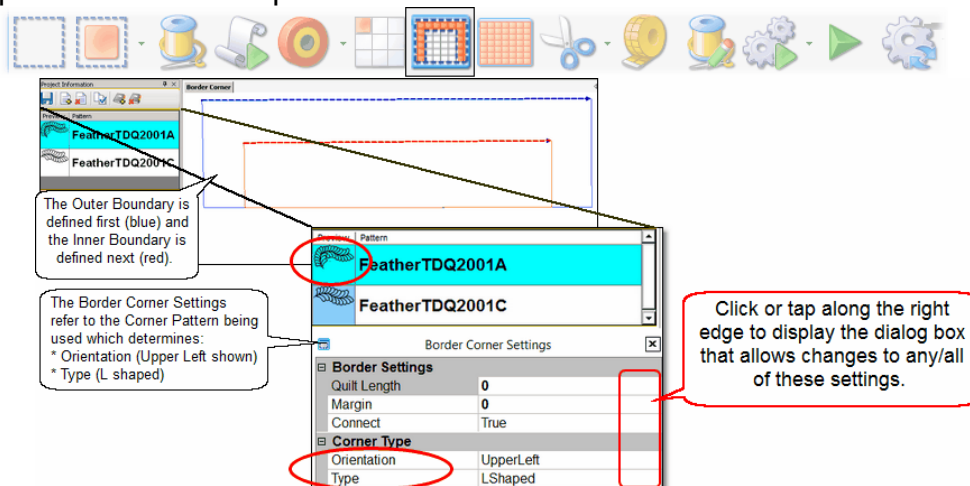 Project Information
Border Corner
Preview Pattern
FeatherTDQ2001A
FeatherTDQ2001C
The Outer Boundary is
defined first (blue) and
the Inner Boundary is
defined next (red).
Preview Pattern
FeatherTDQ2001A
FeatherTDQ2001C
The Border Corner Settings
refer to the Corner Pattern being
used which determines:
* Orientation (Upper Left shown)
* Type (L shaped)
Border Corner Settings
Border Settings
Quilt Length 0
Margin 0
Connect True
Corner Type
Orientation UpperLeft
Type LShaped
Click or tap along the right
edge to display the dialog box
that allows changes to any/all
of these settings.